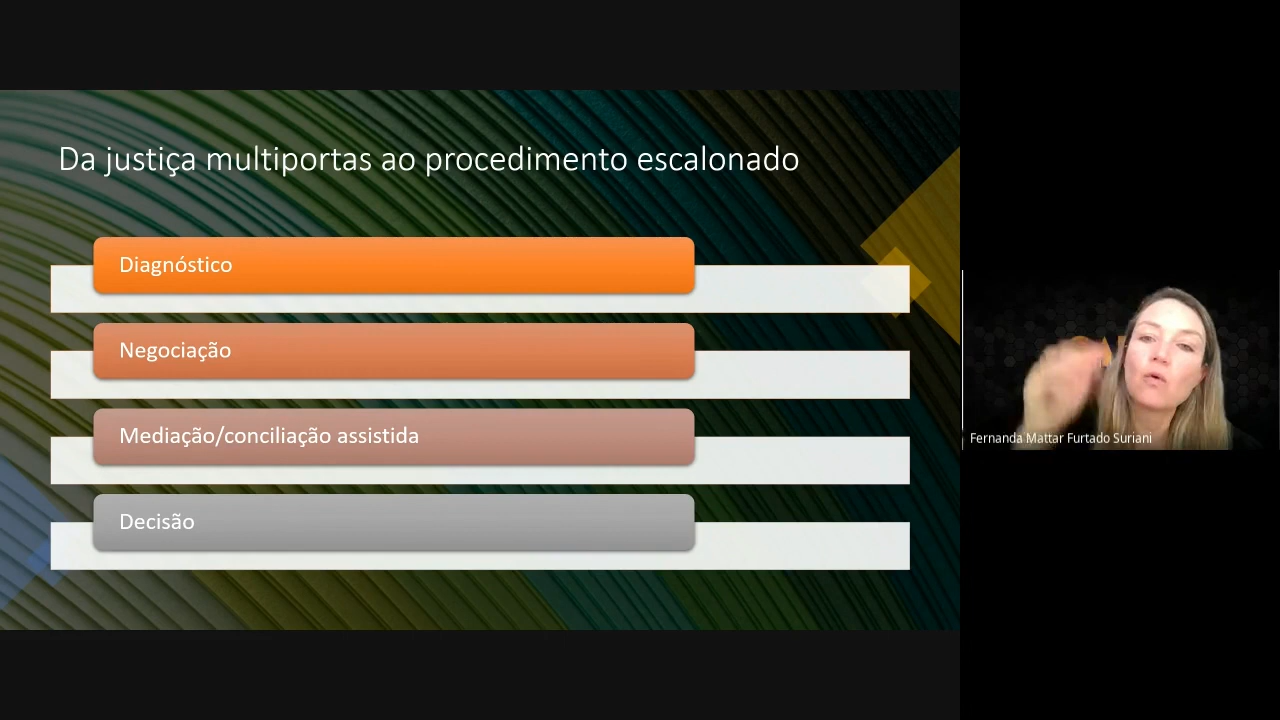 Da justiça multiportas ao procedimento escalonado
Diagnóstico
Negociação
Mediação/conciliação assistida
Decisão
Fernanda Mattar Furtado Suriani